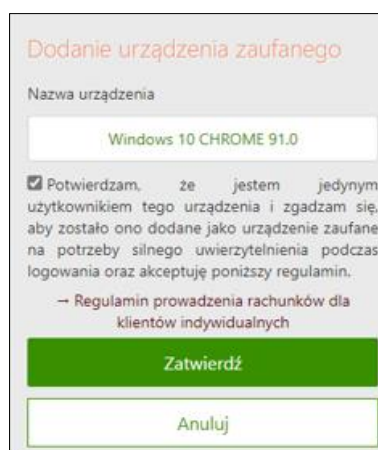 Dodanie urządzenia zaufanego
Nazwa urządzenia
Windows 10 CHROME 91.0
Potwierdzam, że jestem jedynym
użytkownikiem tego urządzenia i zgadzam się,
aby zostało ono dodane jako urządzenie zaufane
na potrzeby silnego uwierzytelnienia podczas
logowania oraz akceptuję poniższy regulamin.
→ Regulamin prowadzenia rachunków dla
klientów indywidualnych
Zatwierdź
Anuluj